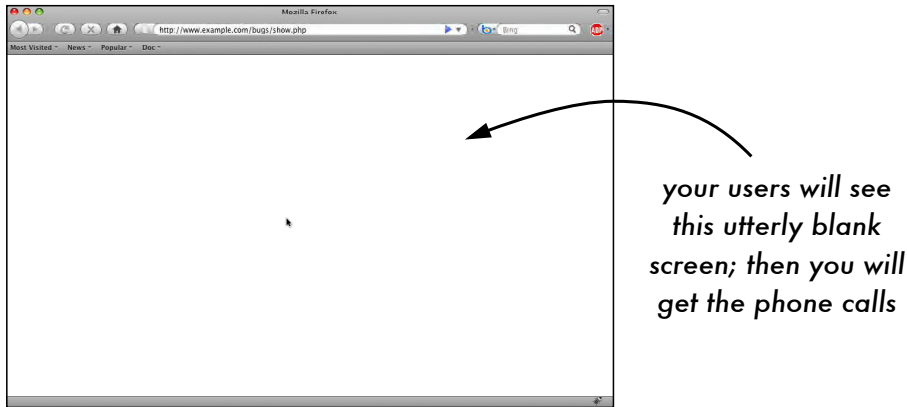 Mozilla Firefox
http://www.example.com/bugs/show.php
Bing
ABP
Most Visited
News
Popular
Doc
your users will see
this utterly blank
screen; then you will
get the phone calls